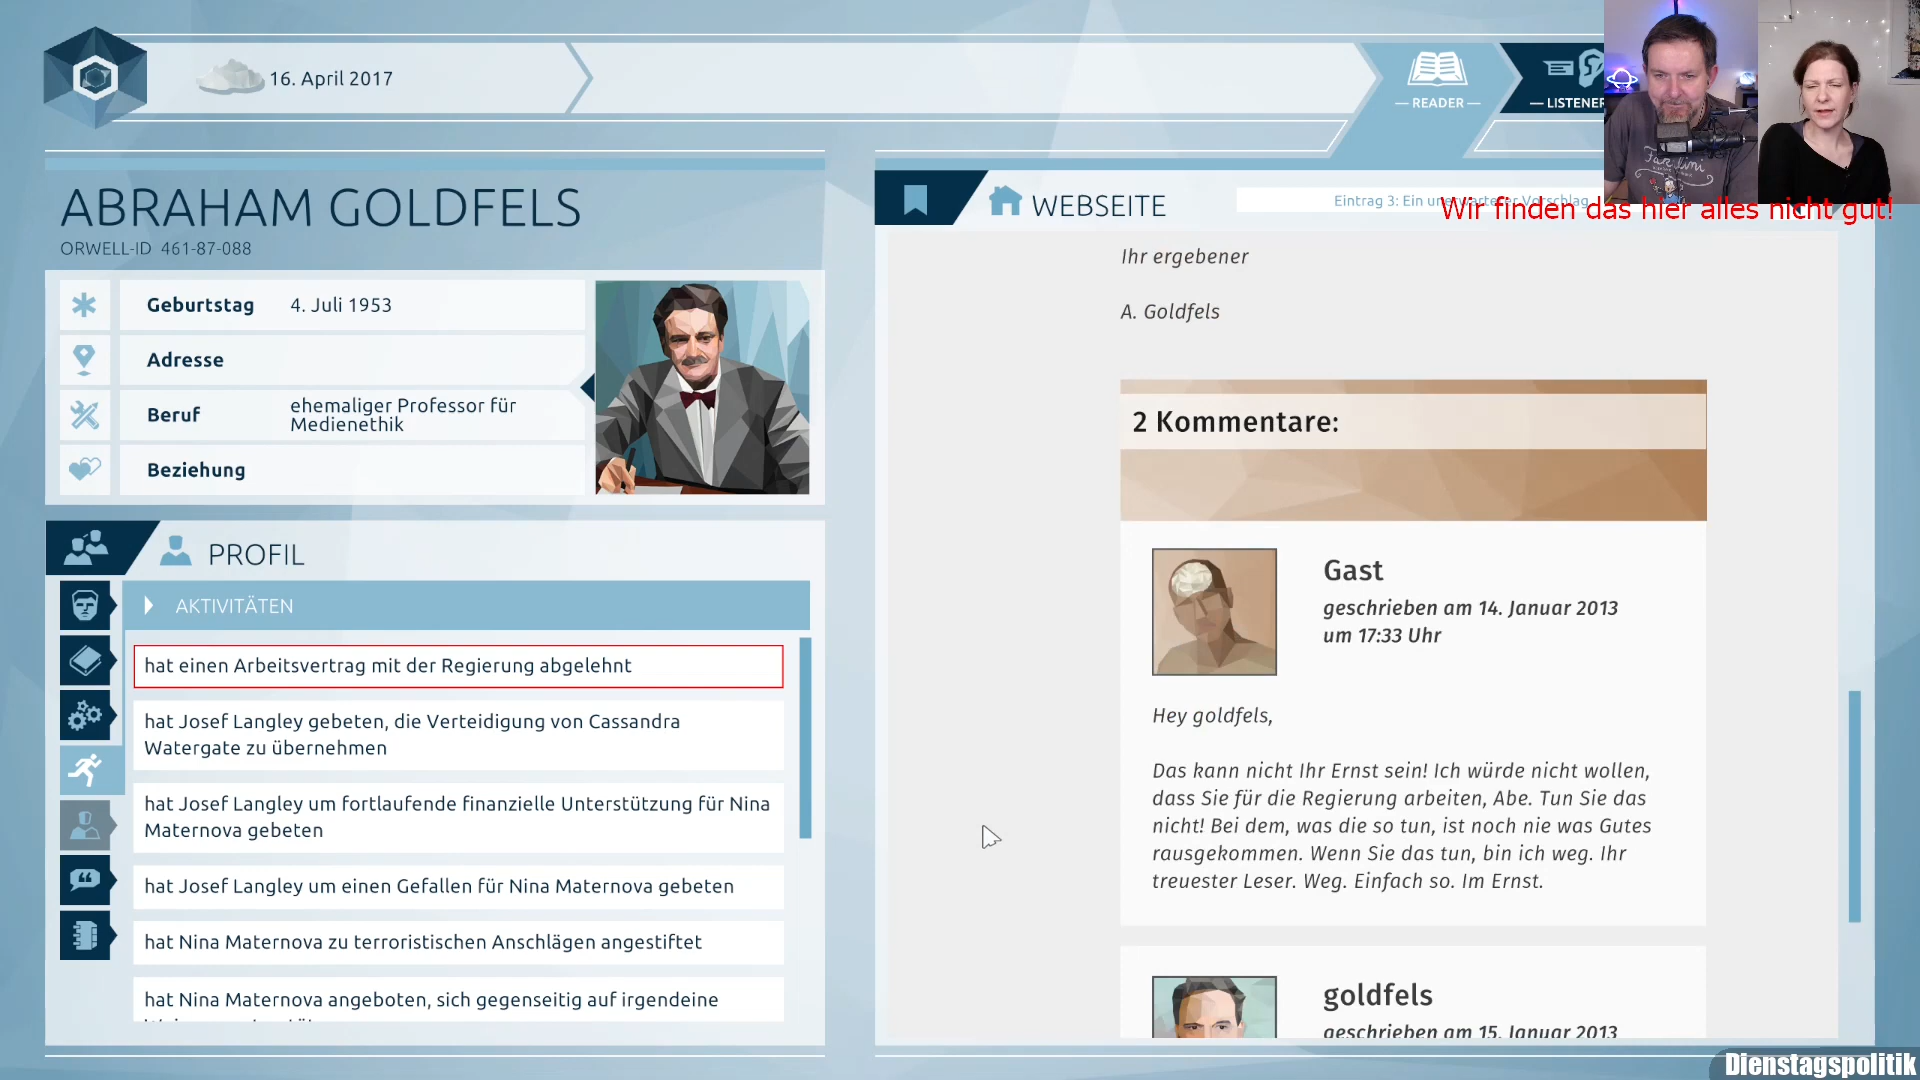 16. April 2017
— READER —
— LISTENER
ABRAHAM GOLDFELS
ORWELL-ID 461-87-088
Geburtstag 4. Juli 1953
Adresse
Beruf ehemaliger Professor für
Medienethik
Beziehung
PROFIL
AKTIVITÄTEN
hat einen Arbeitsvertrag mit der Regierung abgelehnt
hat Josef Langley gebeten, die Verteidigung von Cassandra
Watergate zu übernehmen
hat Josef Langley um fortlaufende finanzielle Unterstützung für Nina
Maternova gebeten
hat Josef Langley um einen Gefallen für Nina Maternova gebeten
hat Nina Maternova zu terroristischen Anschlägen angestiftet
hat Nina Maternova angeboten, sich gegenseitig auf irgendeine
WEBSEITE
Eintrag 3: Ein unerwarteter Vorschlag
Wir finden das hier alles nicht gut!
Ihr ergebener
A. Goldfels
2 Kommentare:
Gast
geschrieben am 14. Januar 2013
um 17:33 Uhr
Hey goldfels,
Das kann nicht Ihr Ernst sein! Ich würde nicht wollen,
dass Sie für die Regierung arbeiten, Abe. Tun Sie das
nicht! Bei dem, was die so tun, ist noch nie was Gutes
rausgekommen. Wenn Sie das tun, bin ich weg. Ihr
treuester Leser. Weg. Einfach so. Im Ernst.
goldfels
geschrieben am 15. Januar 2013
Dienstagspolitik